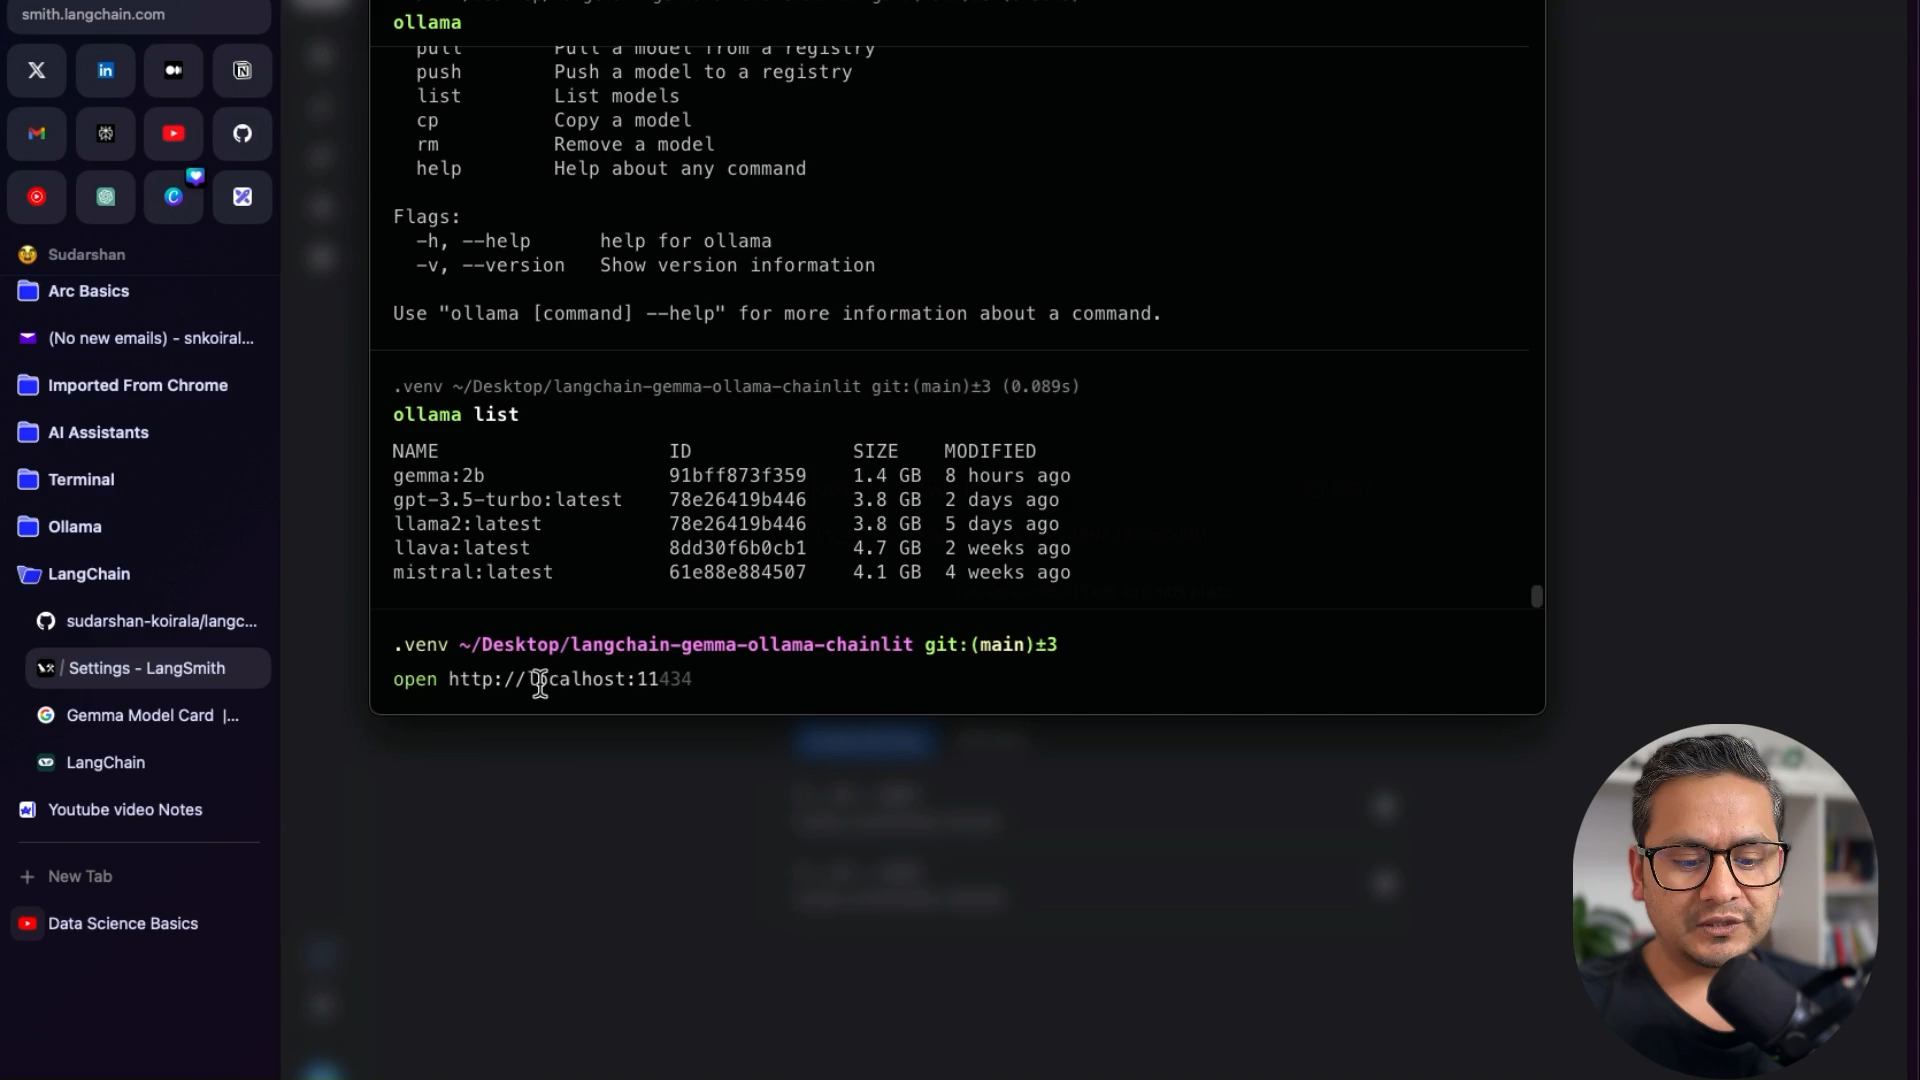 smith.langchain.com
Sudarshan
Arc Basics
(No new emails) - snkoiral...
Imported From Chrome
AI Assistants
Terminal
Ollama
LangChain
sudarshan-koirala/langc...
/ Settings - LangSmith
Gemma Model Card |...
LangChain
Youtube video Notes
+ New Tab
Data Science Basics
ollama
pull Pull a model from a registry
push Push a model to a registry
list List models
cp Copy a model
rm Remove a model
help Help about any command
Flags:
-h, --help help for ollama
-v, --version Show version information
Use "ollama [command] --help" for more information about a command.
.venv ~/Desktop/langchain-gemma-ollama-chainlit git:(main)±3 (0.089s)
ollama list
NAME ID SIZE MODIFIED
gemma:2b 91bff873f359 1.4 GB 8 hours ago
gpt-3.5-turbo:latest 78e26419b446 3.8 GB 2 days ago
llama2:latest 78e26419b446 3.8 GB 5 days ago
llava:latest 8dd30f6b0cb1 4.7 GB 2 weeks ago
mistral:latest 61e88e884507 4.1 GB 4 weeks ago
.venv ~/Desktop/langchain-gemma-ollama-chainlit git:(main)±3
open http://localhost:11434